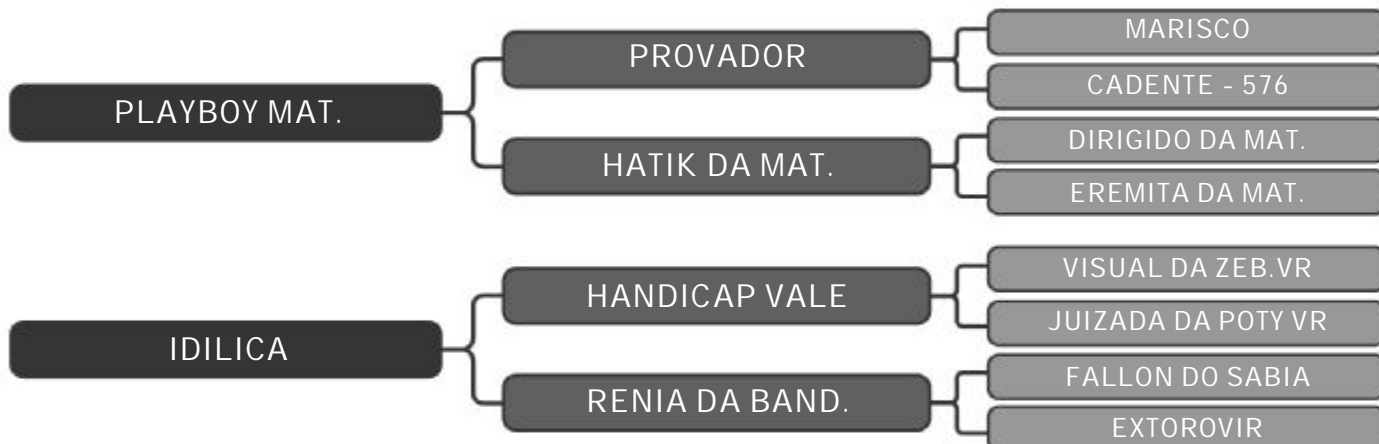 PLAYBOY MAT.
PROVADOR
MARISCO
CADENTE - 576
HATIK DA MAT.
DIRIGIDO DA MAT.
EREMITA DA MAT.
IDILICA
HANDICAP VALE
VISUAL DA ZEB.VR
JUIZADA DA POTY VR
RENIA DA BAND.
FALLON DO SABIA
EXTOROVIR